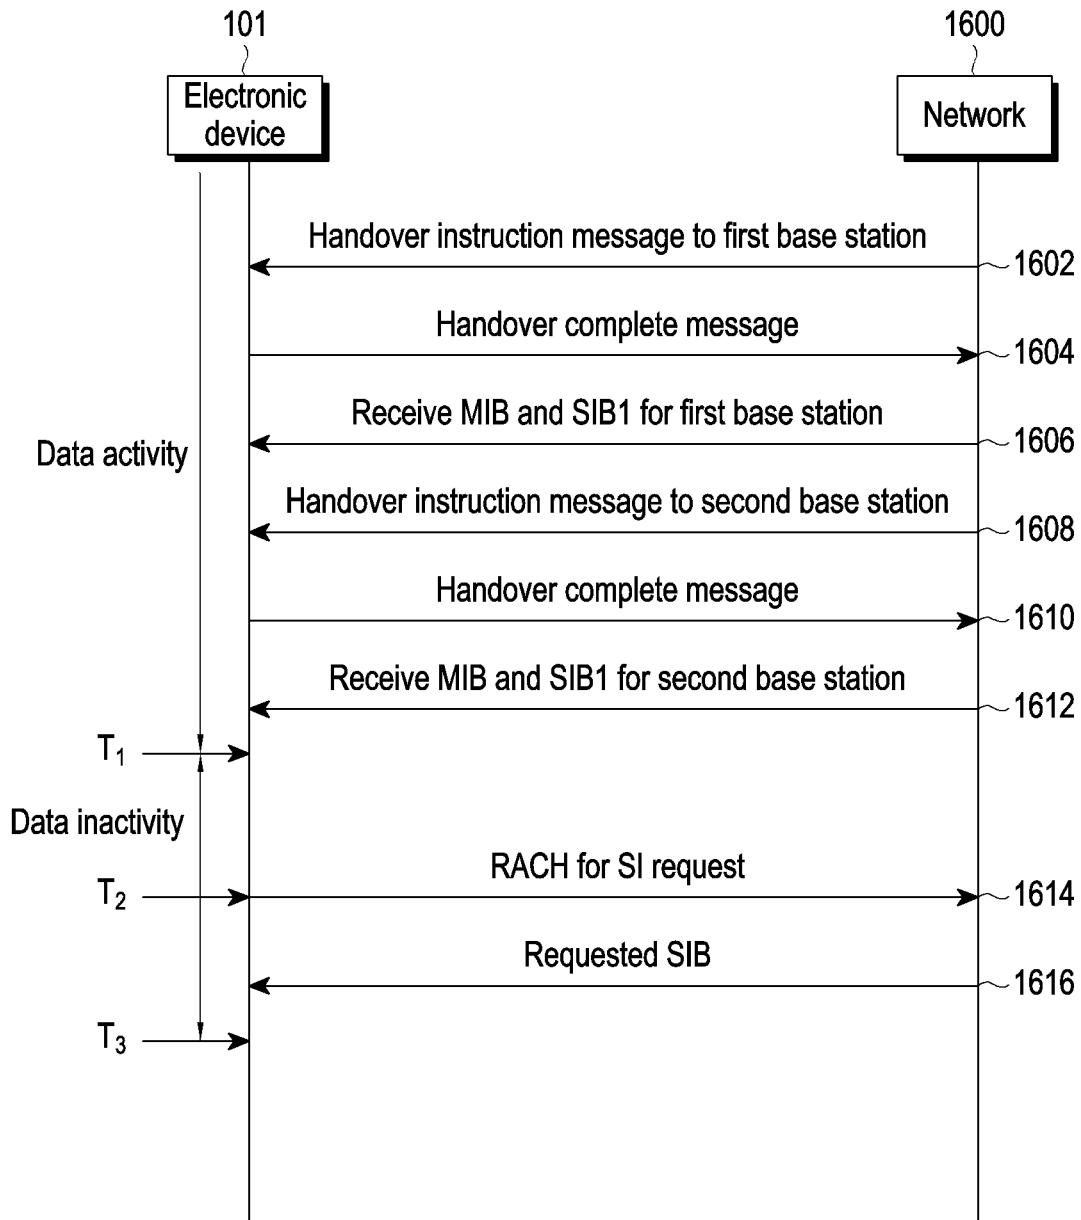 101
1600
Electronic
device
Network
Handover instruction message to first base station
1602
Handover complete message
1604
Receive MIB and SIB1 for first base station
1606
Data activity
Handover instruction message to second base station
1608
Handover complete message
1610
Receive MIB and SIB1 for second base station
1612
T1
Data inactivity
RACH for SI request
T2
1614
Requested SIB
1616
T3